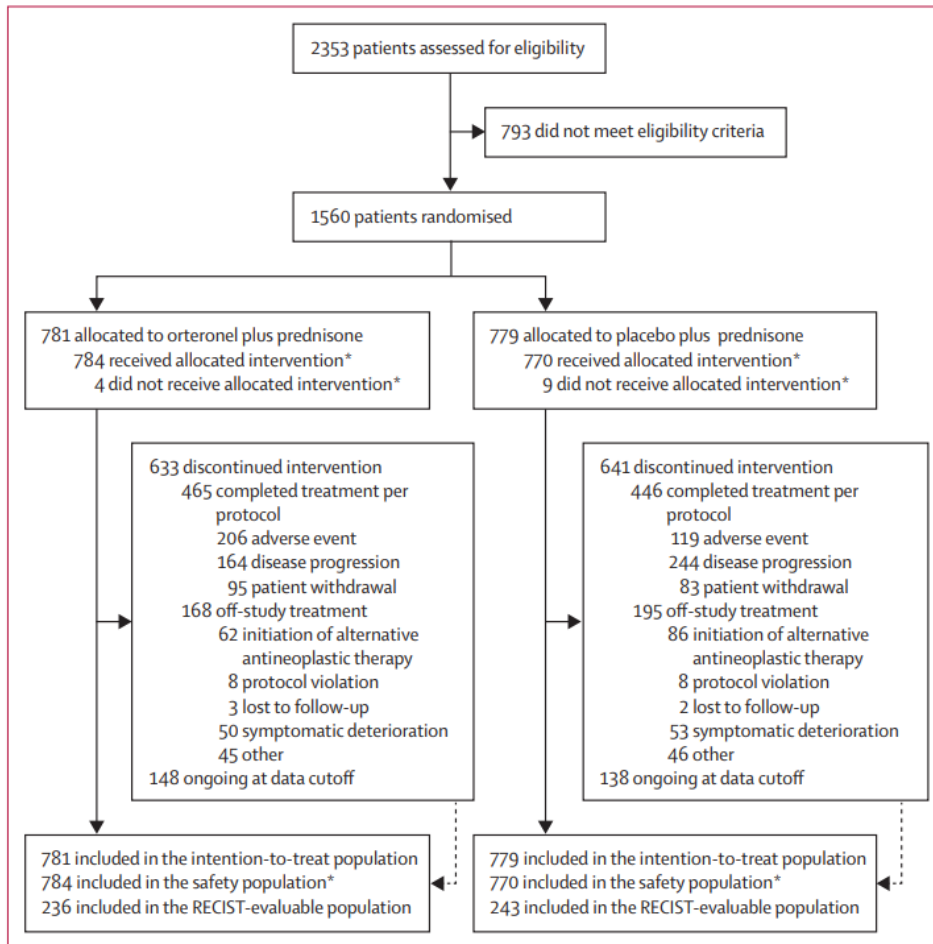 2353 patients assessed for eligibility
793 did not meet eligibility criteria
1560 patients randomised
781 allocated to orteronel plus prednisone
784 received allocated intervention*
4 did not receive allocated intervention*
779 allocated to placebo plus prednisone
770 received allocated intervention*
9 did not receive allocated intervention*
633 discontinued intervention
465 completed treatment per
protocol
206 adverse event
164 disease progression
95 patient withdrawal
168 off-study treatment
62 initiation of alternative
antineoplastic therapy
8 protocol violation
3 lost to follow-up
50 symptomatic deterioration
45 other
148 ongoing at data cutoff
641 discontinued intervention
446 completed treatment per
protocol
119 adverse event
244 disease progression
83 patient withdrawal
195 off-study treatment
86 initiation of alternative
antineoplastic therapy
8 protocol violation
2 lost to follow-up
53 symptomatic deterioration
46 other
138 ongoing at data cutoff
781 included in the intention-to-treat population
784 included in the safety population*
236 included in the RECIST-evaluable population
779 included in the intention-to-treat population
770 included in the safety population*
243 included in the RECIST-evaluable population